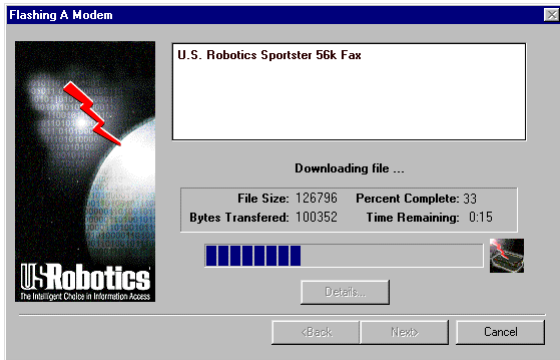 Flashing A Modem
U.S. Robotics Sportster 56k Fax
Downloading file ...
File Size: 126796 Percent Complete: 33
Bytes Transfered: 100352 Time Remaining: 0:15
USRobotics
The Intelligent Choice in Information Access
Details...
<Back Next> Cancel